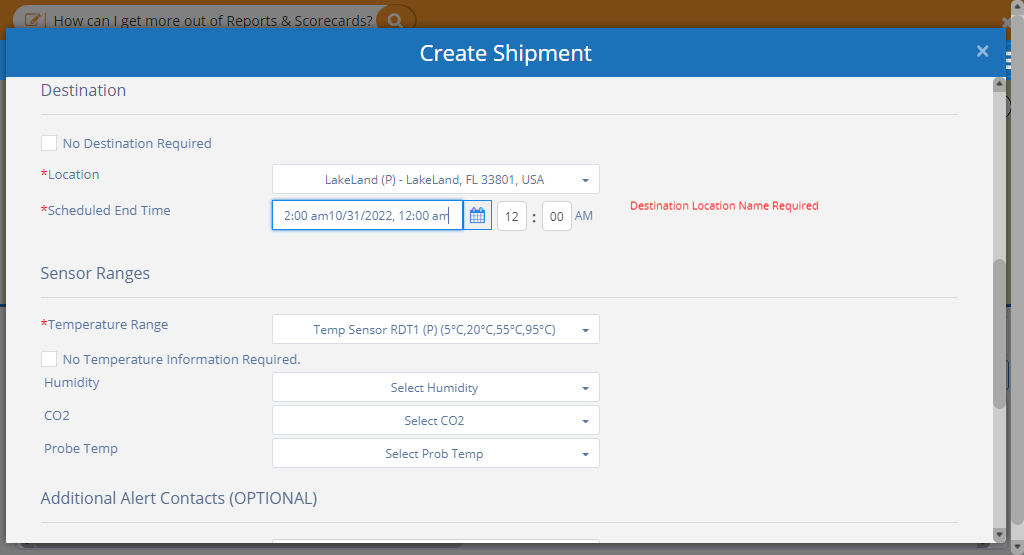 How can I get more out of Reports & Scorecards?
Create Shipment ×
Destination
No Destination Required
*Location LakeLand (P) - LakeLand, FL 33801, USA
*Scheduled End Time 2:00 am10/31/2022, 12:00 am 12 : 00 AM Destination Location Name Required
Sensor Ranges
*Temperature Range Temp Sensor RDT1 (P) (5°C,20°C,55°C,95°C)
No Temperature Information Required.
Humidity Select Humidity
CO2 Select CO2
Probe Temp Select Prob Temp
Additional Alert Contacts (OPTIONAL)